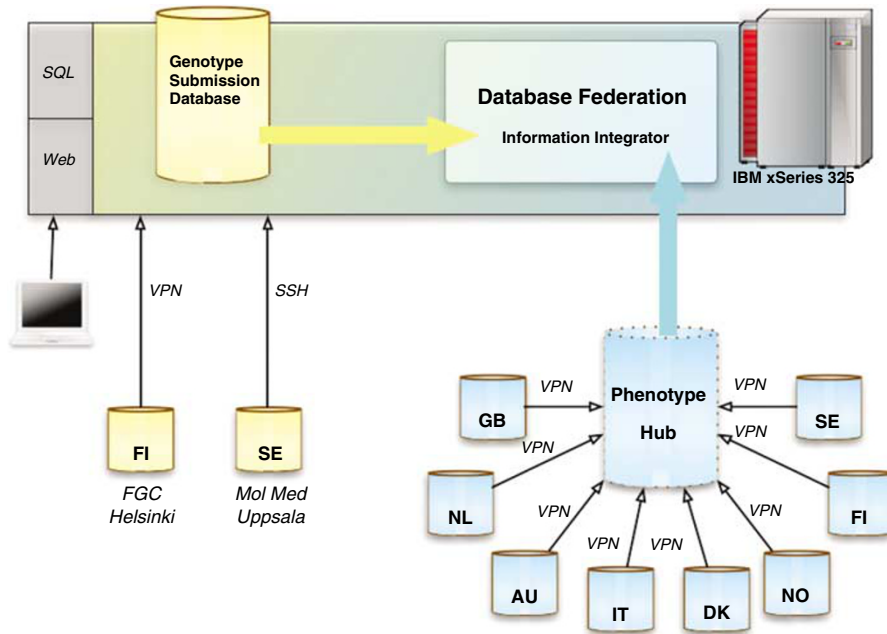 SQL
Web
Genotype
Submission
Database
Database Federation
Information Integrator
IBM xSeries 325
VPN
SSH
FI
FGC
Helsinki
SE
Mol Med
Uppsala
Phenotype
Hub
GB
VPN
VPN
SE
NL
VPN
VPN
FI
AU
VPN
IT
VPN
DK
VPN
NO
VPN